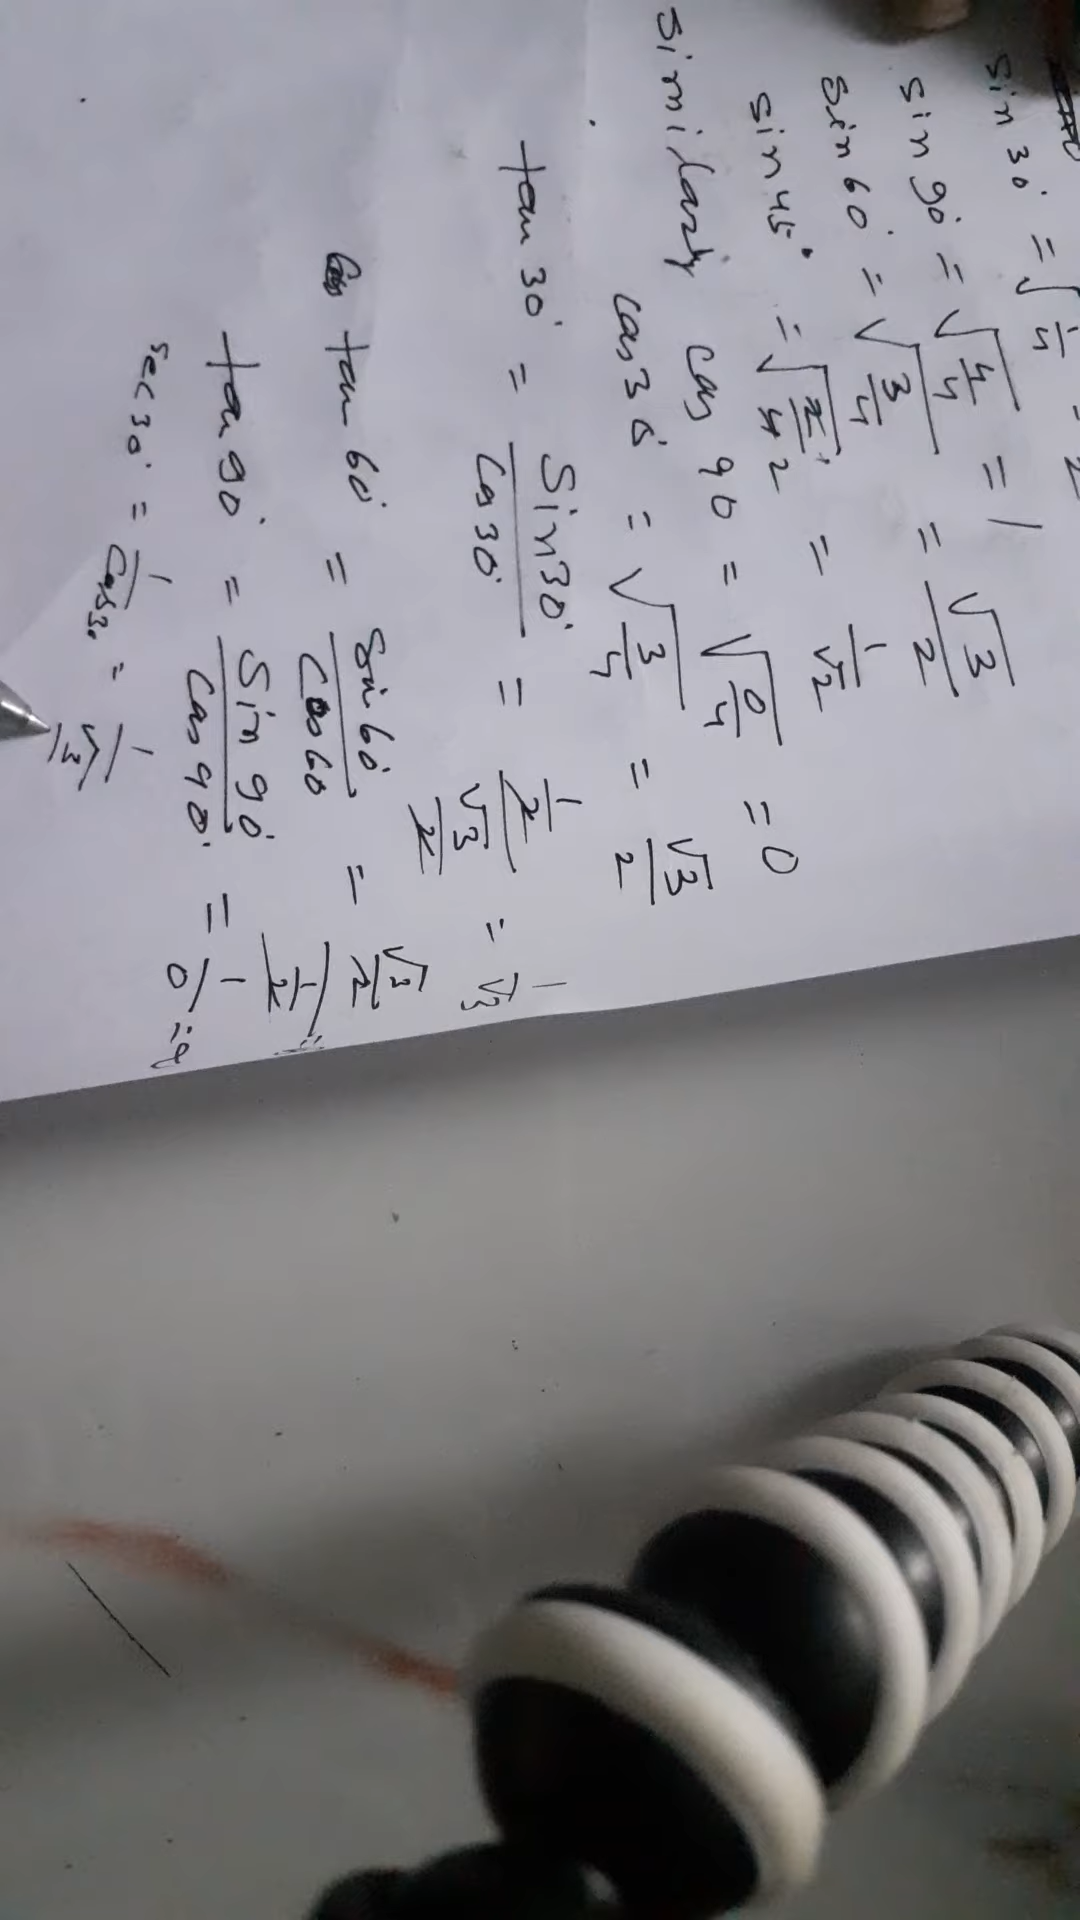 sin 30° = √1/4 =
sin 90° = √4/4 = 1
sin 60° = √3/4 = √3/2
sin 45° = √2/4 2 = 1/√2
Similarly cos 90 = √0/4 = 0
cos 30° = √3/4 = √3/2
tan 30° = Sin30°/Cos30° = 1/2/√3/2 = 1/√3
tan 60° = Sin 60°/Cos 60 = √3/2/1/2 =
tan 90° = Sin 90°/Cos 90° = 1/0 =
sec 30° = 1/Cos30 = 1/√3/